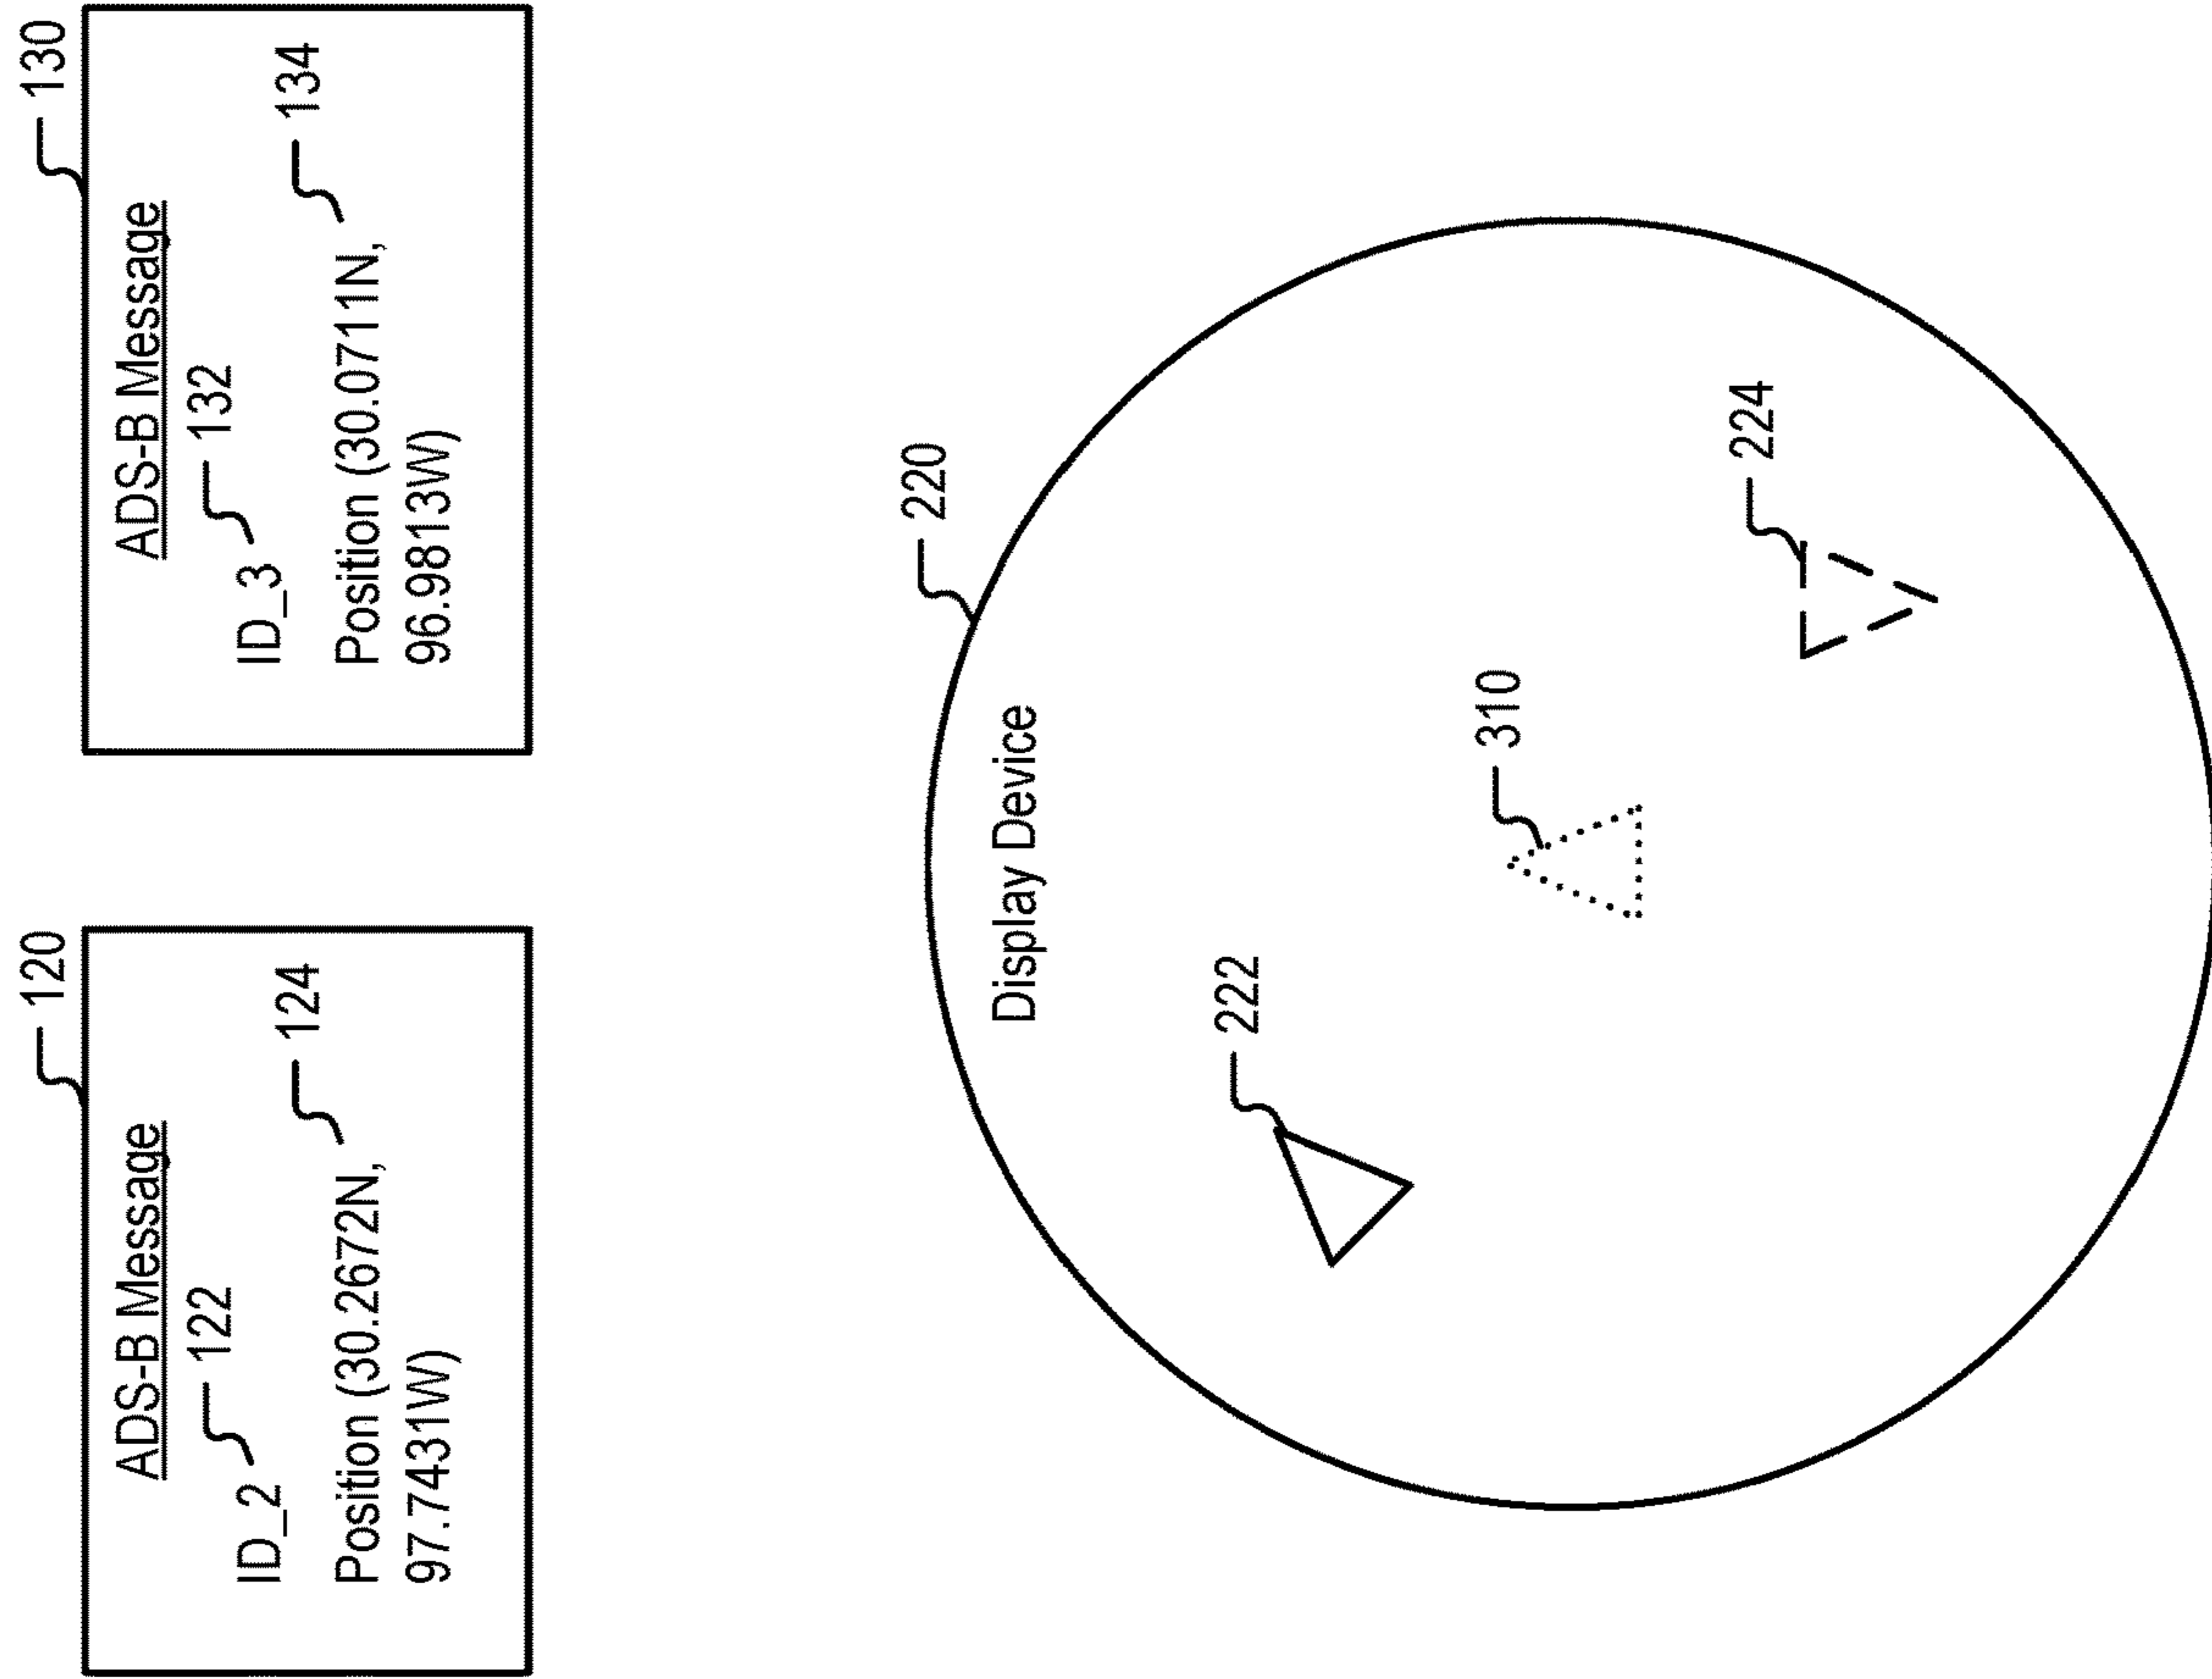 120
ADS-B Message
122
ID_2
124
Position (30.2672N,
97.7431W)
130
ADS-B Message
132
ID_3
134
Position (30.0711N,
96.9813W)
220
Display Device
222
310
224